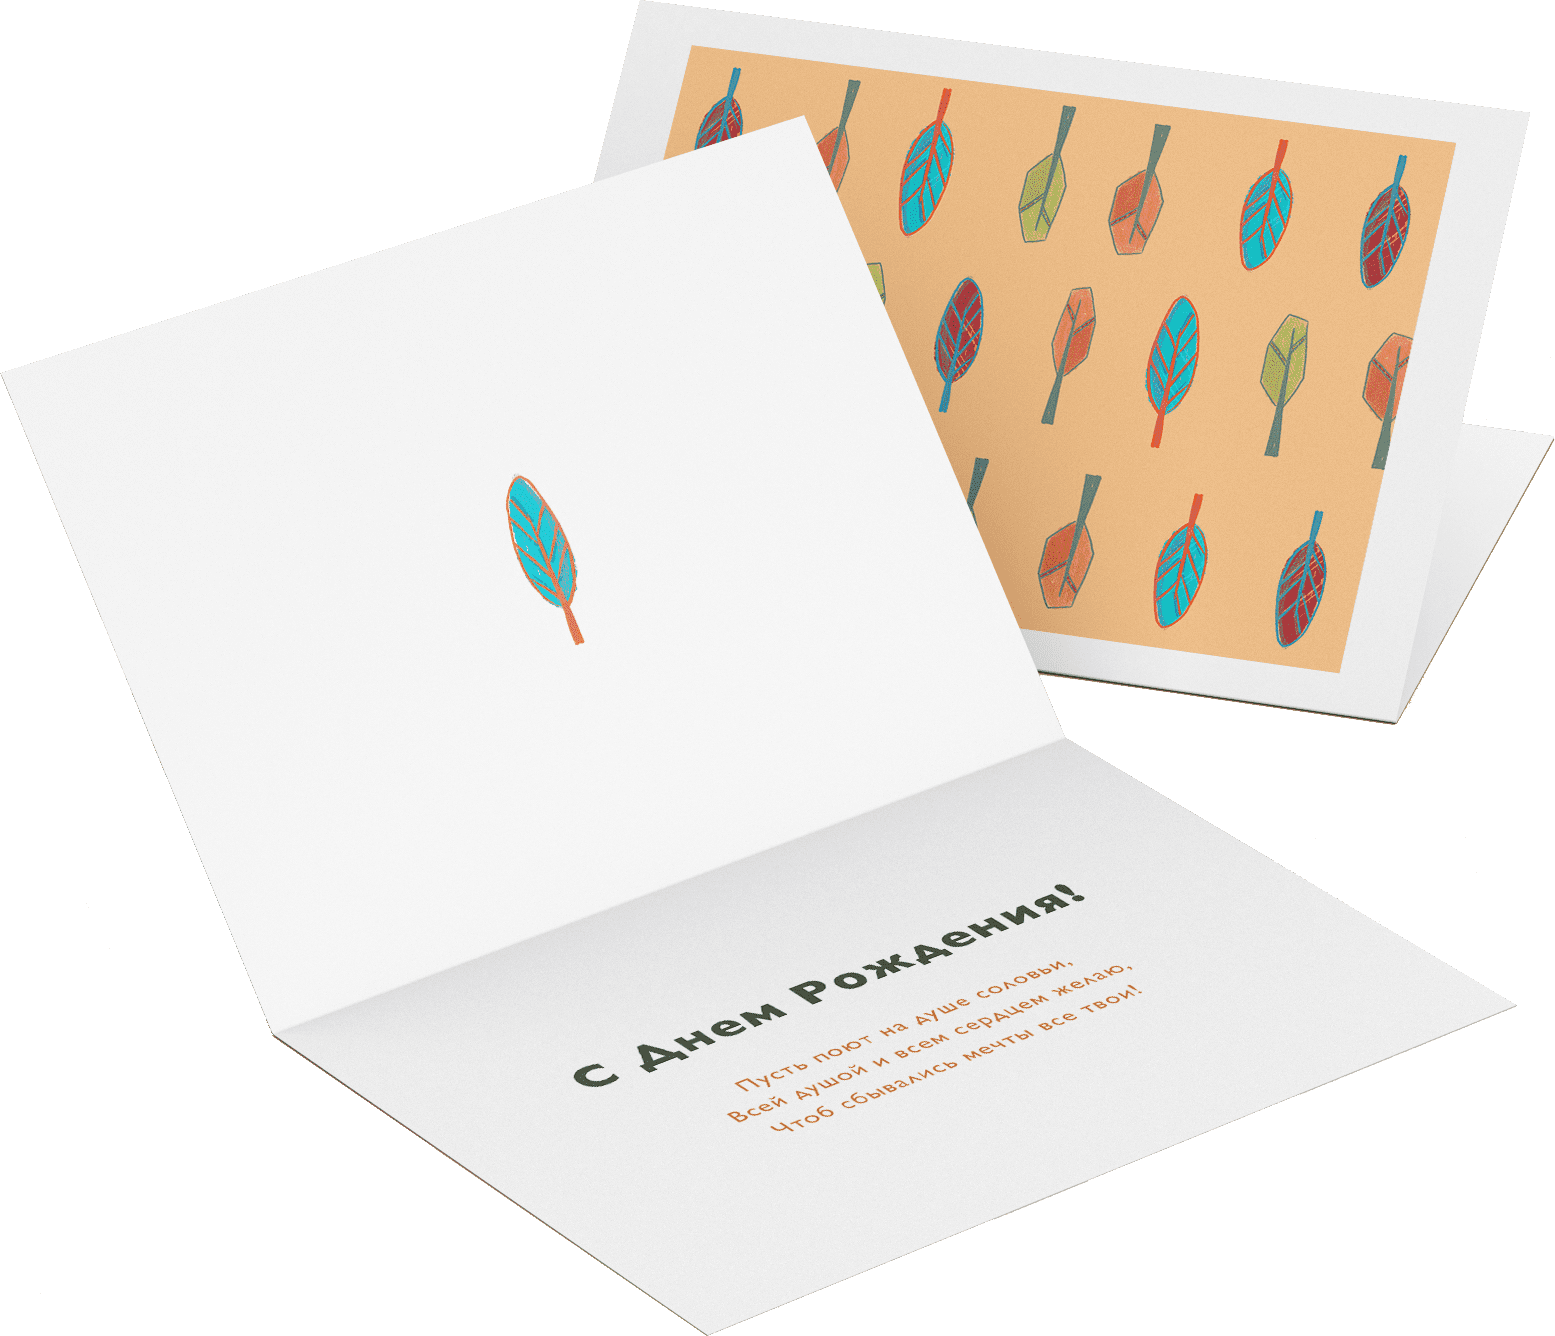 С Днем Рождения!
Пусть поют на душе соловьи,
Всей душой и всем сердцем желаю,
Чтоб сбывались мечты все твои!